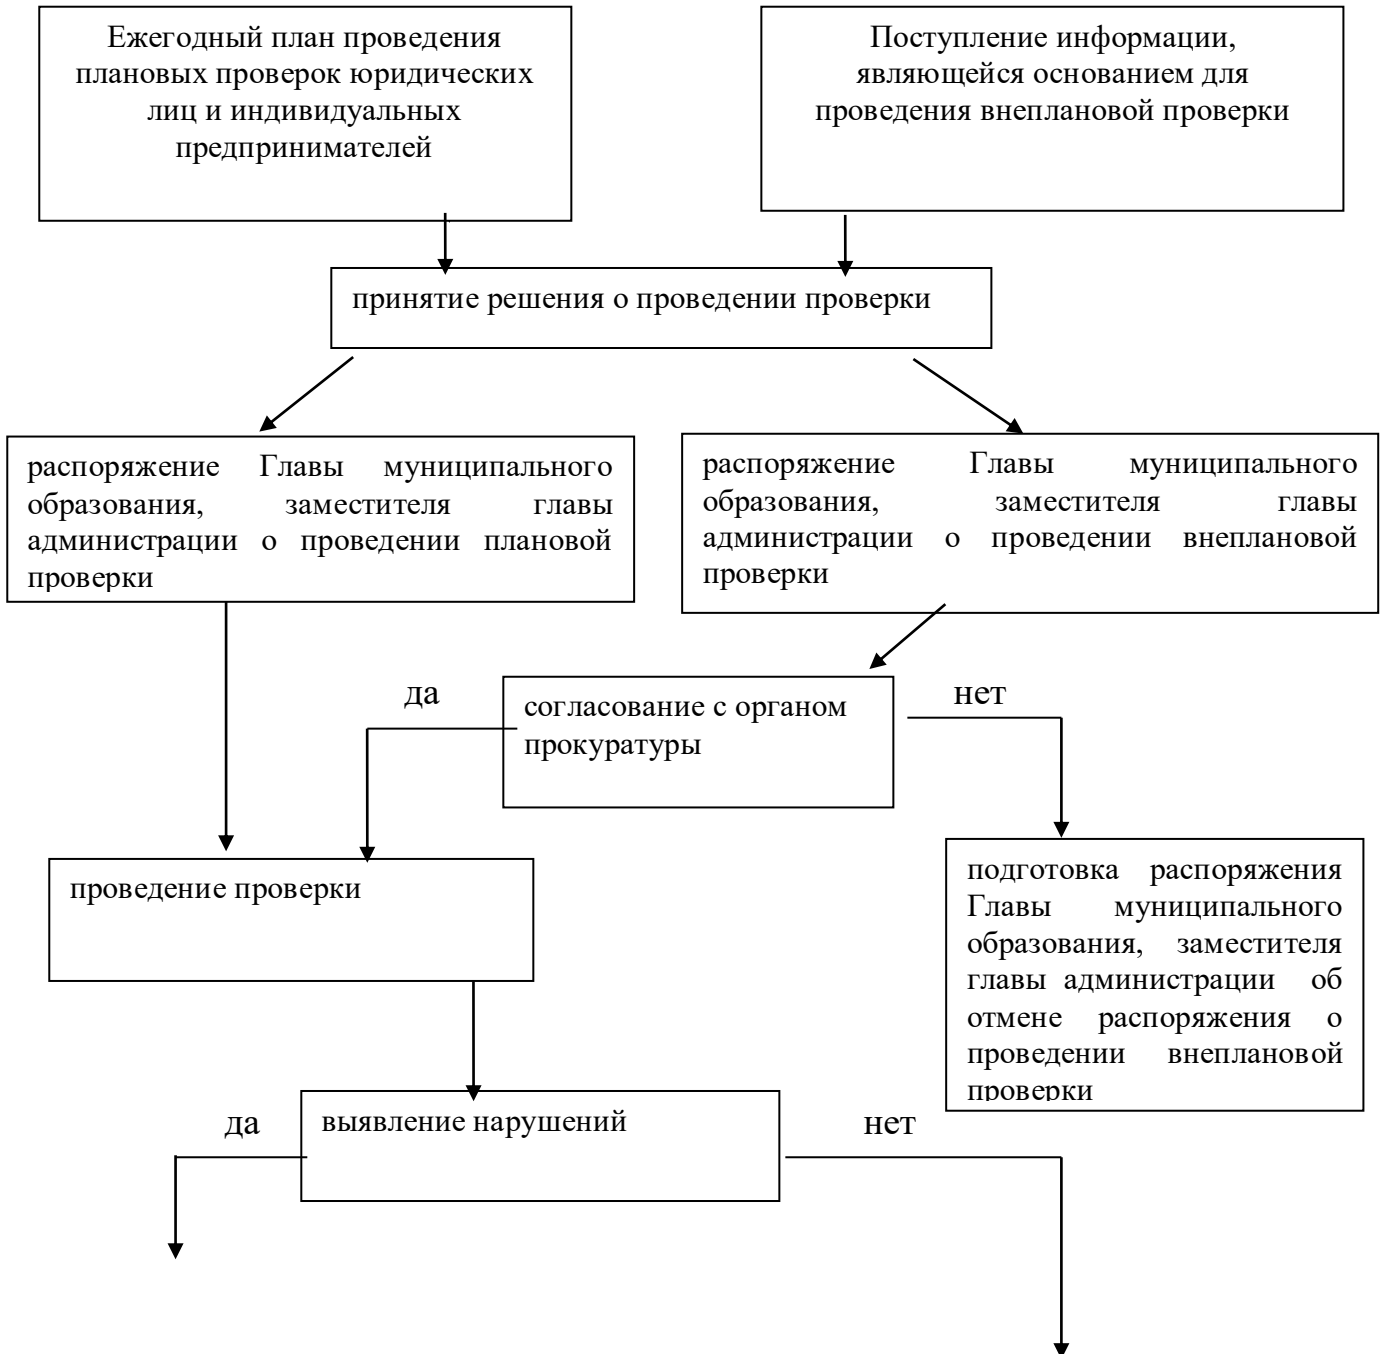 Ежегодный план проведения
плановых проверок юридических
лиц и индивидуальных
предпринимателей
Поступление информации,
являющейся основанием для
проведения внеплановой проверки
принятие решения о проведении проверки
распоряжение Главы муниципального
образования, заместителя главы
администрации о проведении плановой
проверки
распоряжение Главы муниципального
образования, заместителя главы
администрации о проведении внеплановой
проверки
да
согласование с органом
прокуратуры
нет
проведение проверки
подготовка распоряжения
Главы муниципального
образования, заместителя
главы администрации об
отмене распоряжения о
проведении внеплановой
проверки
да
выявление нарушений
нет